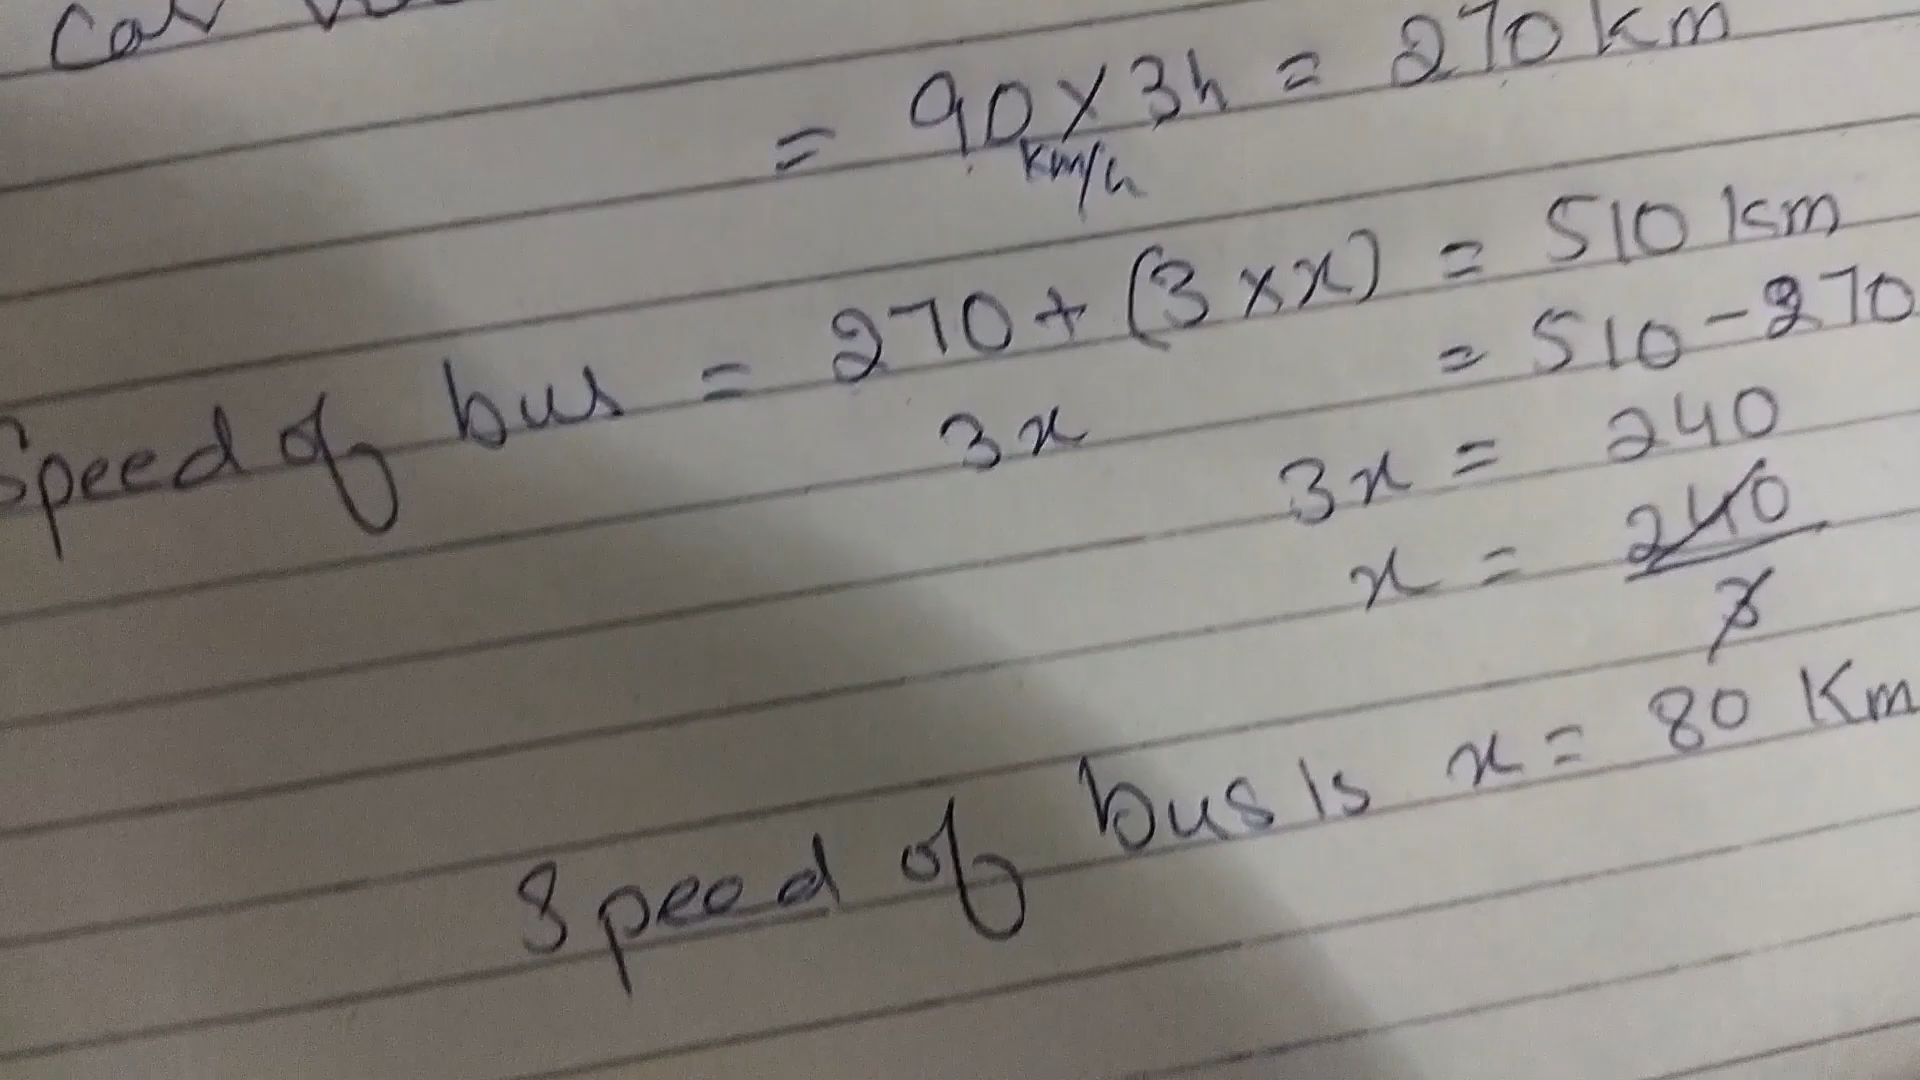 Car
= 90 km/h × 3h = 270 km
Speed of bus = 270 + (3 × x) = 510 km
3x = 510 - 270
3x = 240
x = 240/3
Speed of bus is x = 80 Km